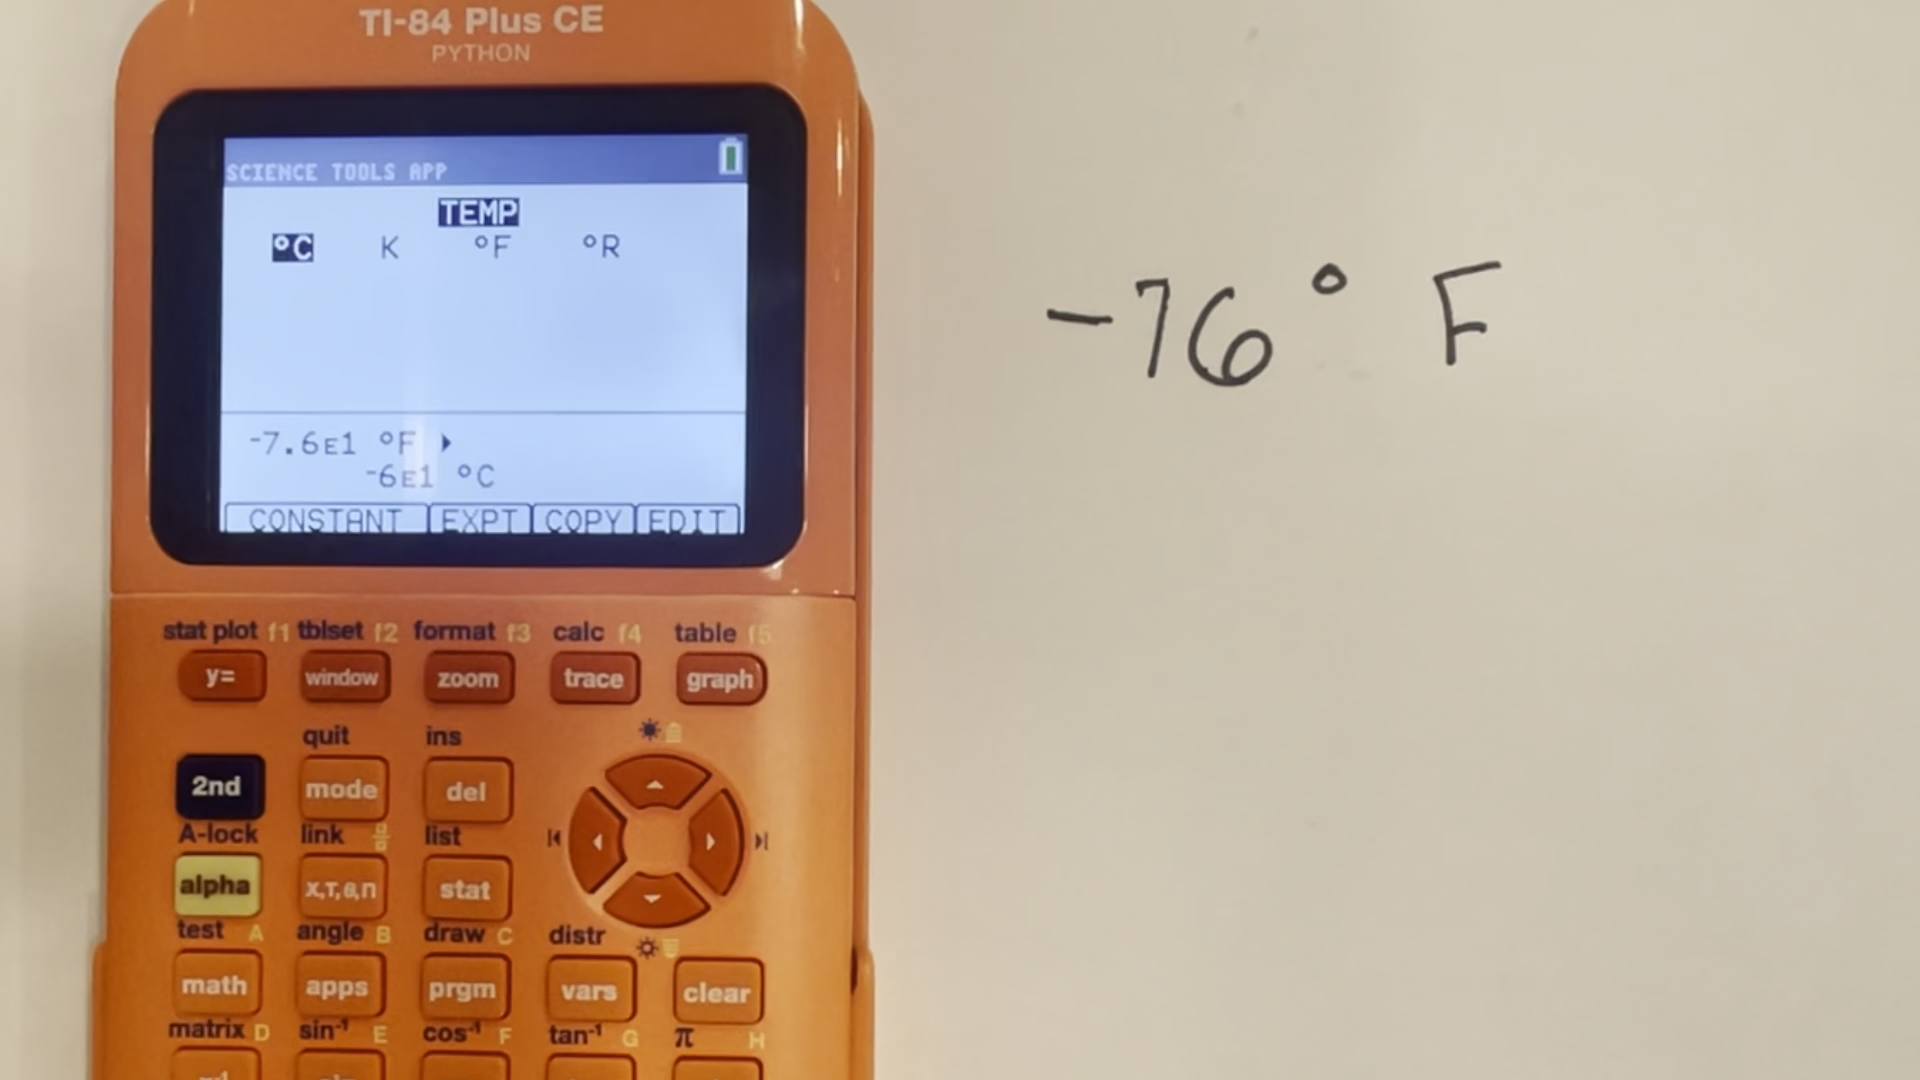 TI-84 Plus CE
PYTHON
SCIENCE TOOLS APP
TEMP
°C K °F °R
-7.6E1 °F ▸
-6E1 °C
CONSTANT EXPT COPY EDIT
-76° F
stat plot f1 tblset f2 format f3 calc f4 table f5
y= window zoom trace graph
quit ins
2nd mode del
A-lock link list
alpha X,T,θ,n stat
test A angle B draw C distr
math apps prgm vars clear
matrix D sin-1 E cos-1 F tan-1 G π H